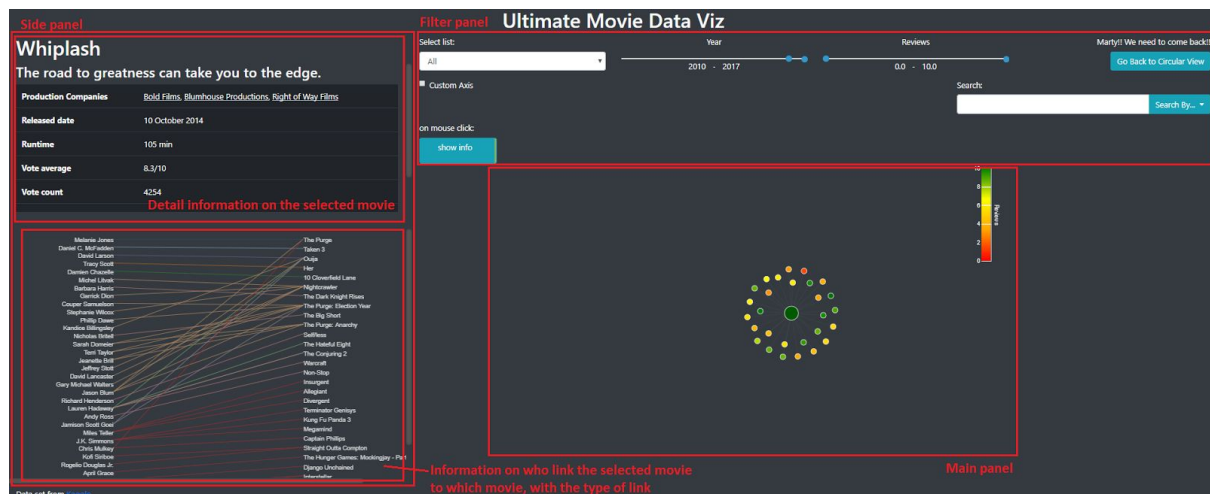 Side panel
Whiplash
The road to greatness can take you to the edge.
Production Companies Bold Films, Blumhouse Productions, Right of Way Films
Released date 10 October 2014
Runtime 105 min
Vote average 8.3/10
Vote count 4254
Detail information on the selected movie
Melanie Jones
Daniel C. McFadden
David Larson
Tracy Scott
Damien Chazelle
Michel Litvak
Barbara Harris
Garrick Dion
Couper Samuelson
Stephanie Wilcox
Phillip Dawe
Kandice Billingsley
Nicholas Britell
Sarah Domeier
Terri Taylor
Jeanette Brill
Jeffrey Stott
David Lancaster
Gary Michael Walters
Jason Blum
Richard Henderson
Lauren Hadaway
Andy Ross
Jamison Scott Goei
Miles Teller
J.K. Simmons
Chris Mulkey
Kofi Siriboe
Rogelio Douglas Jr.
April Grace
The Purge
Taken 3
Ouija
Her
10 Cloverfield Lane
Nightcrawler
The Dark Knight Rises
The Purge: Election Year
The Big Short
The Purge: Anarchy
Selfless
The Hateful Eight
The Conjuring 2
Warcraft
Non-Stop
Insurgent
Allegiant
Divergent
Terminator Genisys
Kung Fu Panda 3
Megamind
Captain Phillips
Straight Outta Compton
The Hunger Games: Mockingjay - Part
Django Unchained
Interstellar
Information on who link the selected movie
to which movie, with the type of link
Data set from
Filter panel
Ultimate Movie Data Viz
Select list:
All
Year
2010 - 2017
Reviews
0.0 - 10.0
Marty!! We need to come back!!
Go Back to Circular View
Custom Axis
Search:
Search By...
on mouse click:
show info
10
8
6
4
2
0
Reviews
Main panel